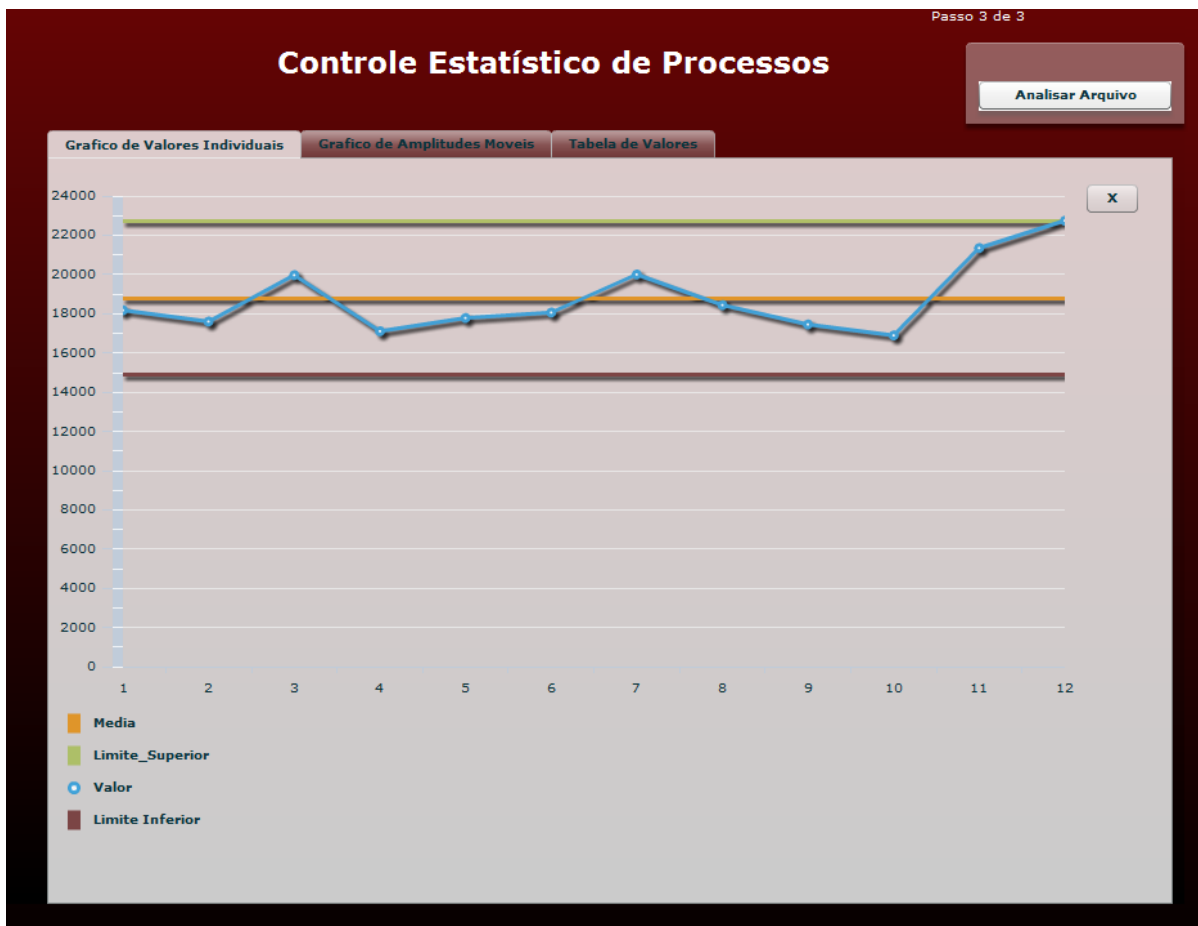 Passo 3 de 3
Controle Estatístico de Processos
Analisar Arquivo
Grafico de Valores Individuais
Grafico de Amplitudes Moveis
Tabela de Valores
X
24000
22000
20000
18000
16000
14000
12000
10000
8000
6000
4000
2000
0
1 2 3 4 5 6 7 8 9 10 11 12
Media
Limite_Superior
Valor
Limite Inferior